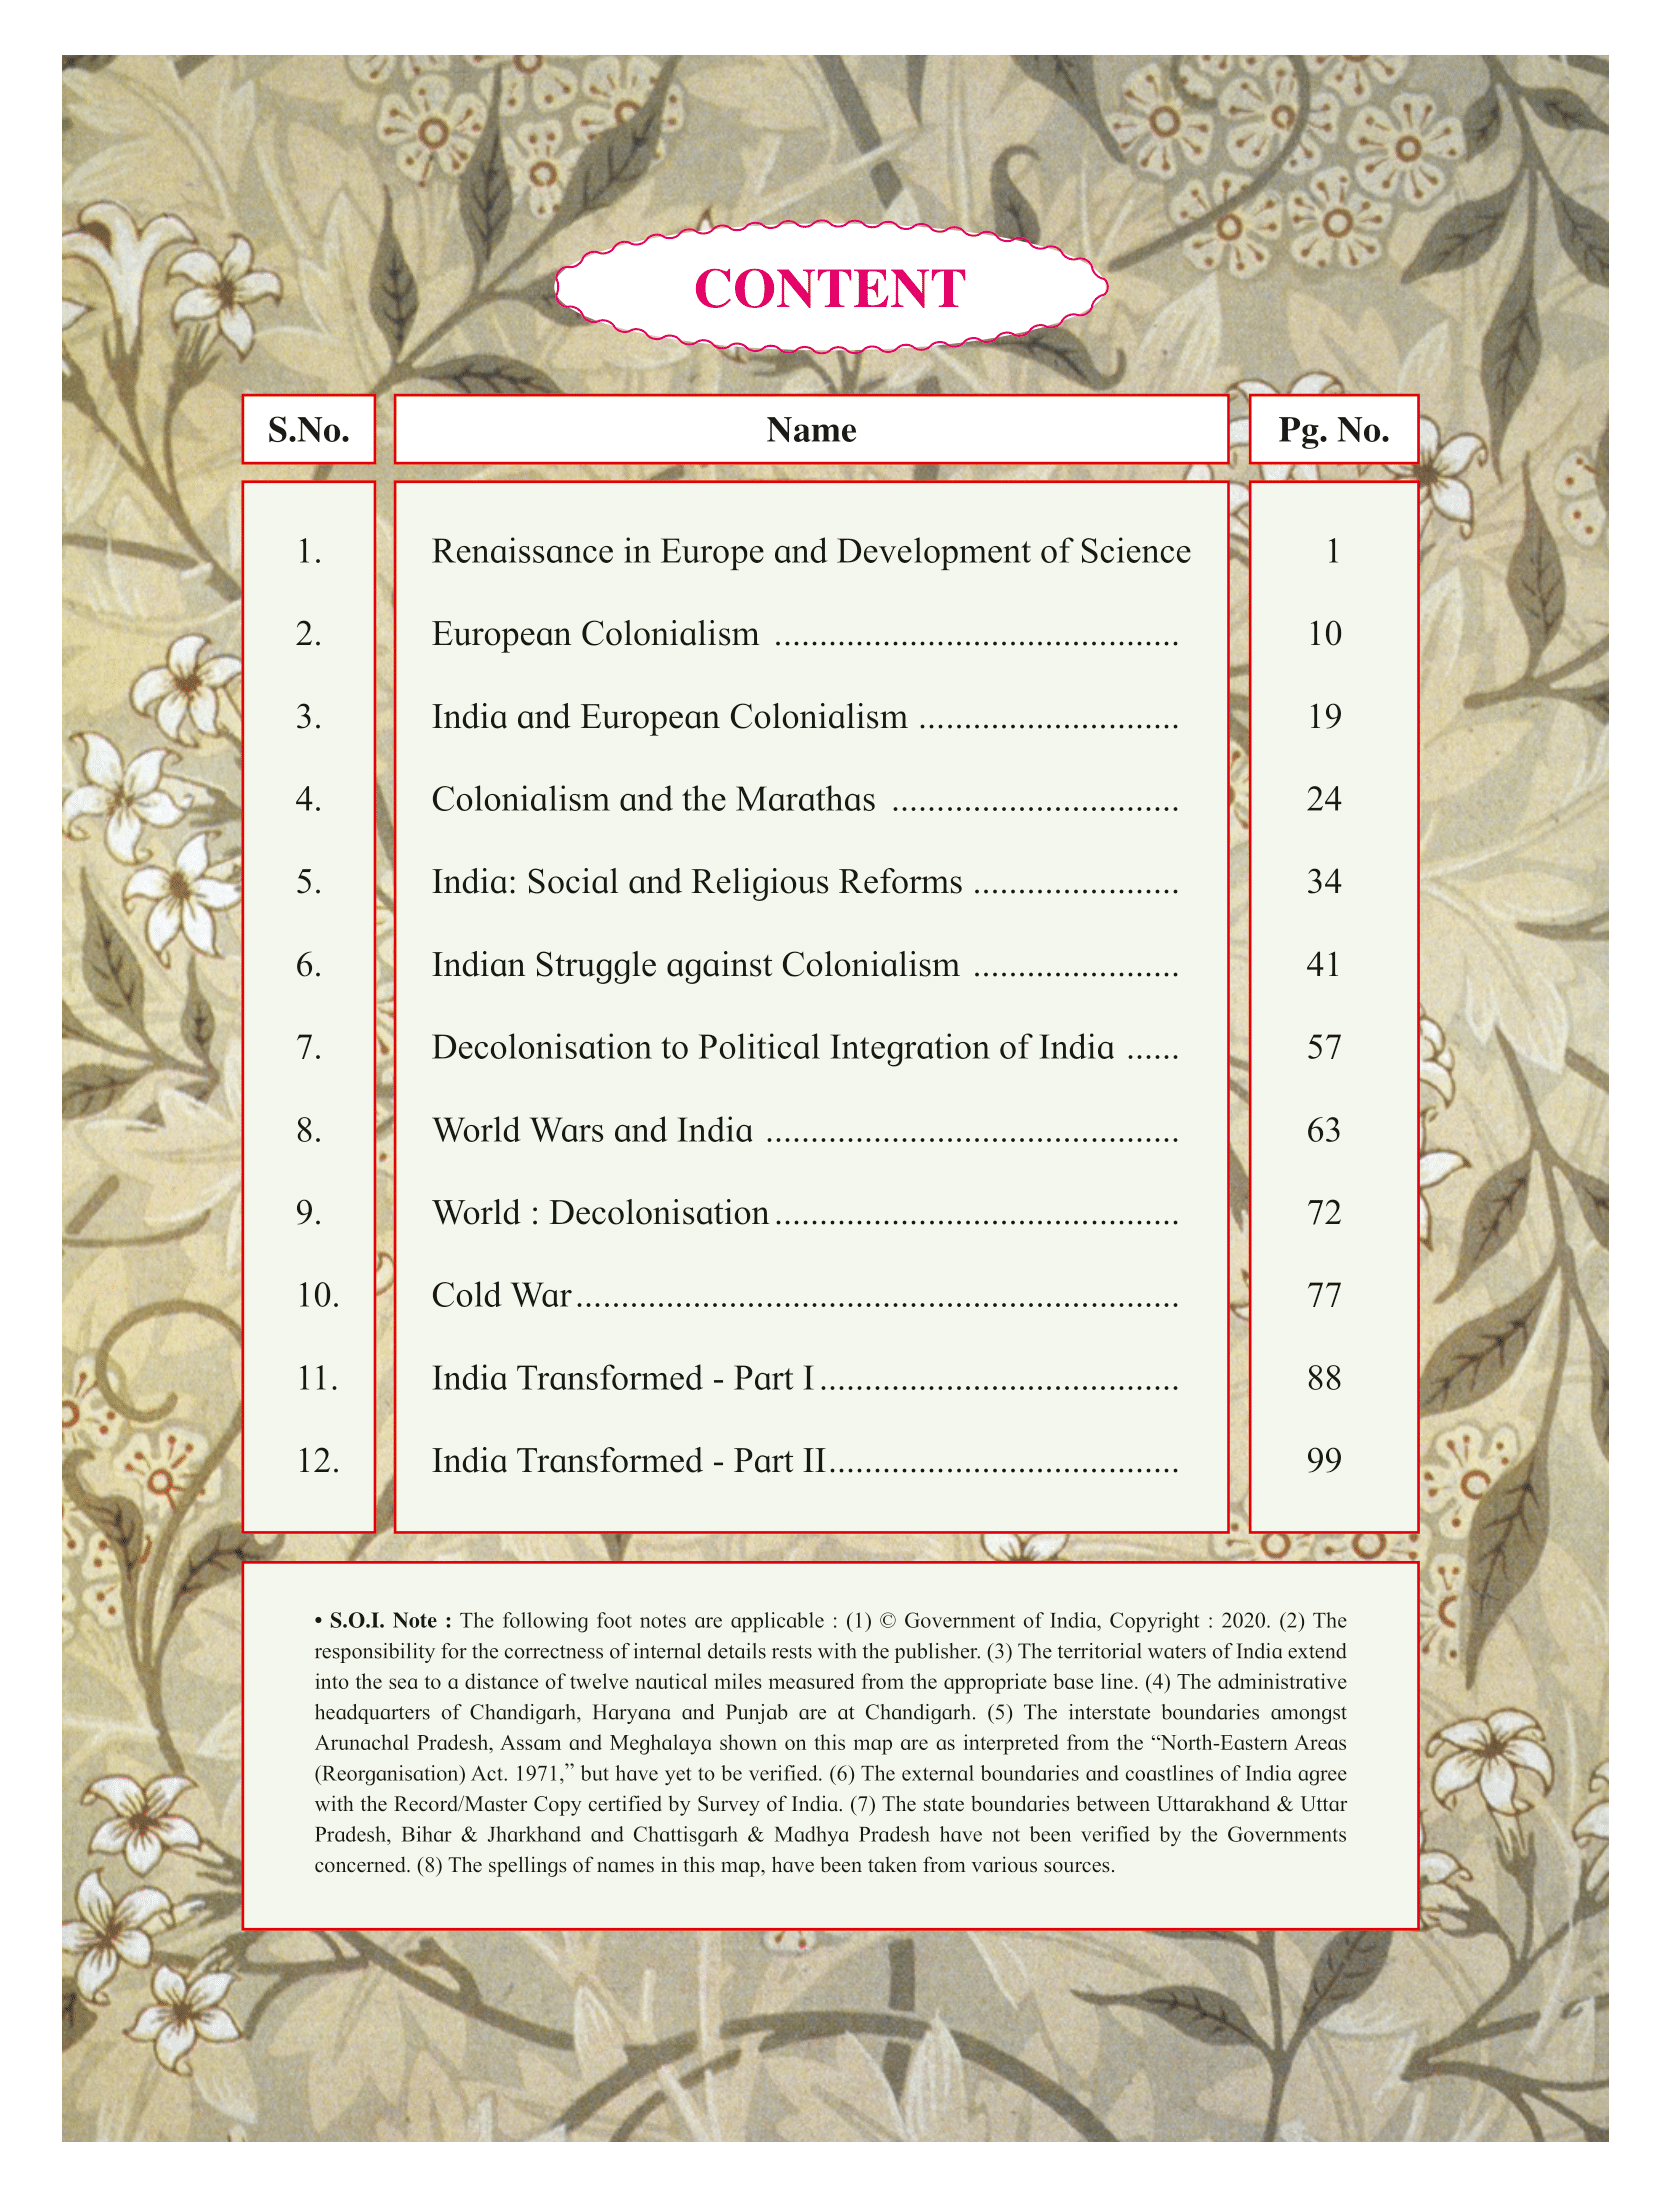 CONTENT
S.No. Name Pg. No.
1. Renaissance in Europe and Development of Science 1
2. European Colonialism ............................................. 10
3. India and European Colonialism ............................. 19
4. Colonialism and the Marathas ................................ 24
5. India: Social and Religious Reforms ....................... 34
6. Indian Struggle against Colonialism ....................... 41
7. Decolonisation to Political Integration of India ...... 57
8. World Wars and India .............................................. 63
9. World : Decolonisation ............................................. 72
10. Cold War ................................................................... 77
11. India Transformed - Part I ........................................ 88
12. India Transformed - Part II ....................................... 99
• S.O.I. Note : The following foot notes are applicable : (1) © Government of India, Copyright : 2020. (2) The
responsibility for the correctness of internal details rests with the publisher. (3) The territorial waters of India extend
into the sea to a distance of twelve nautical miles measured from the appropriate base line. (4) The administrative
headquarters of Chandigarh, Haryana and Punjab are at Chandigarh. (5) The interstate boundaries amongst
Arunachal Pradesh, Assam and Meghalaya shown on this map are as interpreted from the “North-Eastern Areas
(Reorganisation) Act. 1971,” but have yet to be verified. (6) The external boundaries and coastlines of India agree
with the Record/Master Copy certified by Survey of India. (7) The state boundaries between Uttarakhand & Uttar
Pradesh, Bihar & Jharkhand and Chattisgarh & Madhya Pradesh have not been verified by the Governments
concerned. (8) The spellings of names in this map, have been taken from various sources.